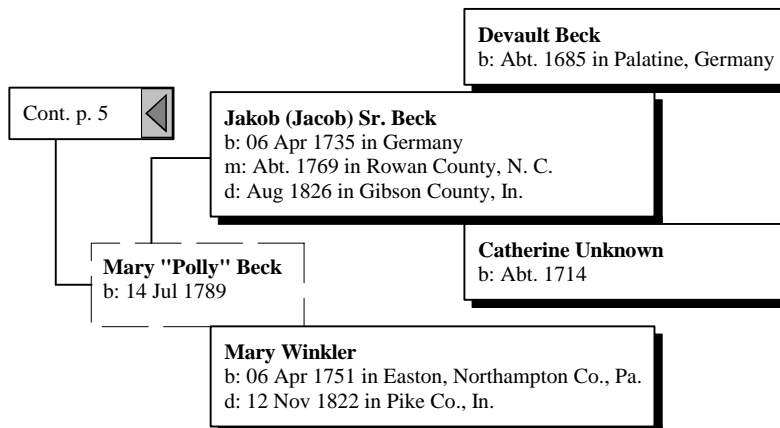 Devault Beck
b: Abt. 1685 in Palatine, Germany
Cont. p. 5
Jakob (Jacob) Sr. Beck
b: 06 Apr 1735 in Germany
m: Abt. 1769 in Rowan County, N. C.
d: Aug 1826 in Gibson County, In.
Catherine Unknown
b: Abt. 1714
Mary "Polly" Beck
b: 14 Jul 1789
Mary Winkler
b: 06 Apr 1751 in Easton, Northampton Co., Pa.
d: 12 Nov 1822 in Pike Co., In.